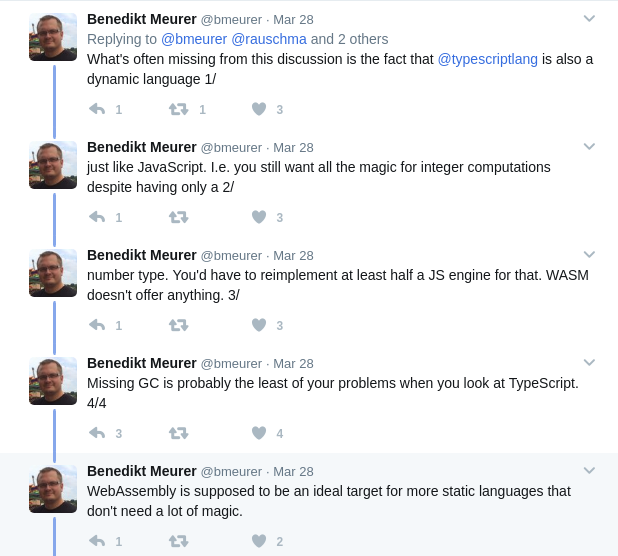 Benedikt Meurer @bmeurer · Mar 28
Replying to @bmeurer @rauschma and 2 others
What's often missing from this discussion is the fact that @typescriptlang is also a
dynamic language 1/
1 1 3
Benedikt Meurer @bmeurer · Mar 28
just like JavaScript. I.e. you still want all the magic for integer computations
despite having only a 2/
1 3
Benedikt Meurer @bmeurer · Mar 28
number type. You'd have to reimplement at least half a JS engine for that. WASM
doesn't offer anything. 3/
1 3
Benedikt Meurer @bmeurer · Mar 28
Missing GC is probably the least of your problems when you look at TypeScript.
4/4
3 4
Benedikt Meurer @bmeurer · Mar 28
WebAssembly is supposed to be an ideal target for more static languages that
don't need a lot of magic.
1 2